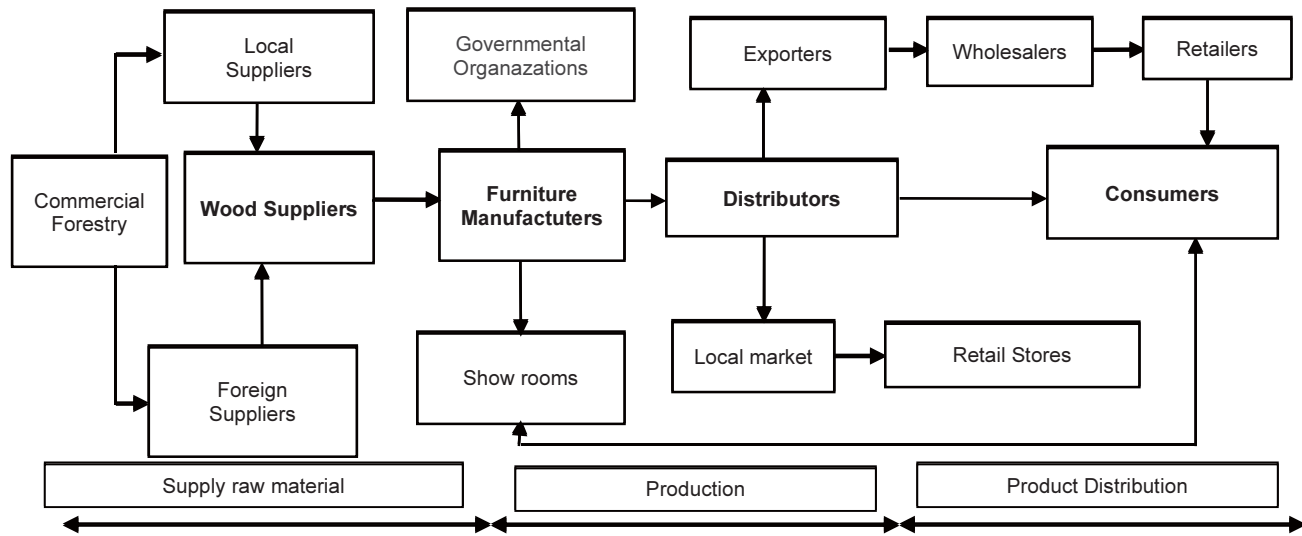 Local
Suppliers
Governmental
Organazations
Exporters
Wholesalers
Retailers
Commercial
Forestry
Wood Suppliers
Furniture
Manufactuters
Distributors
Consumers
Foreign
Suppliers
Show rooms
Local market
Retail Stores
Supply raw material
Production
Product Distribution